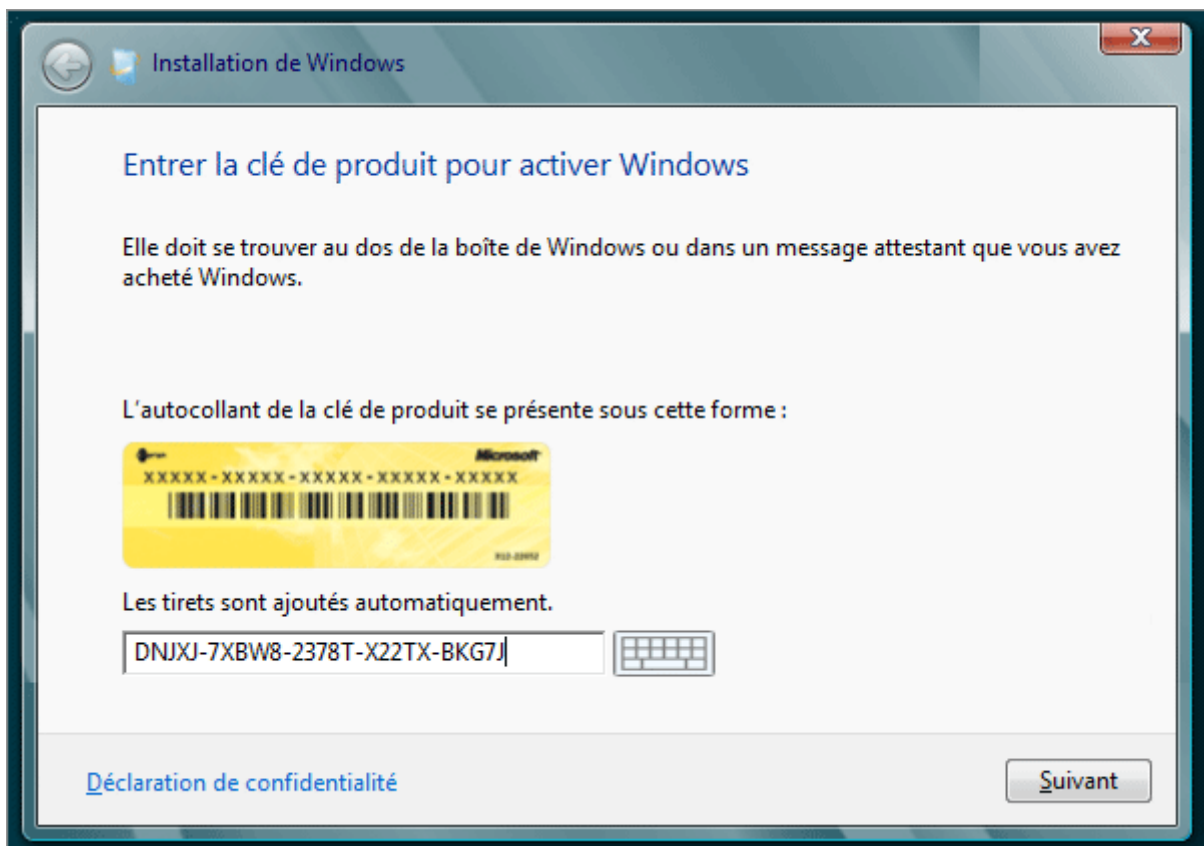 Installation de Windows
Entrer la clé de produit pour activer Windows
Elle doit se trouver au dos de la boîte de Windows ou dans un message attestant que vous avez
acheté Windows.
L'autocollant de la clé de produit se présente sous cette forme :
Microsoft
XXXXX-XXXXX-XXXXX-XXXXX-XXXXX
Les tirets sont ajoutés automatiquement.
DNJXJ-7XBW8-2378T-X22TX-BKG7J
Déclaration de confidentialité
Suivant